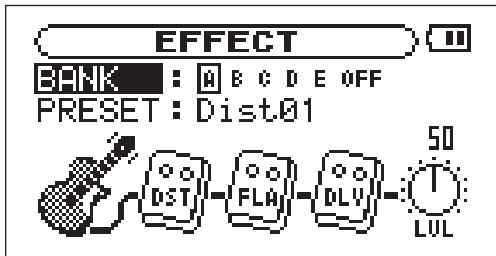 EFFECT
BANK : A B C D E OFF
PRESET : Dist01
50
DST FLA DLY
LVL